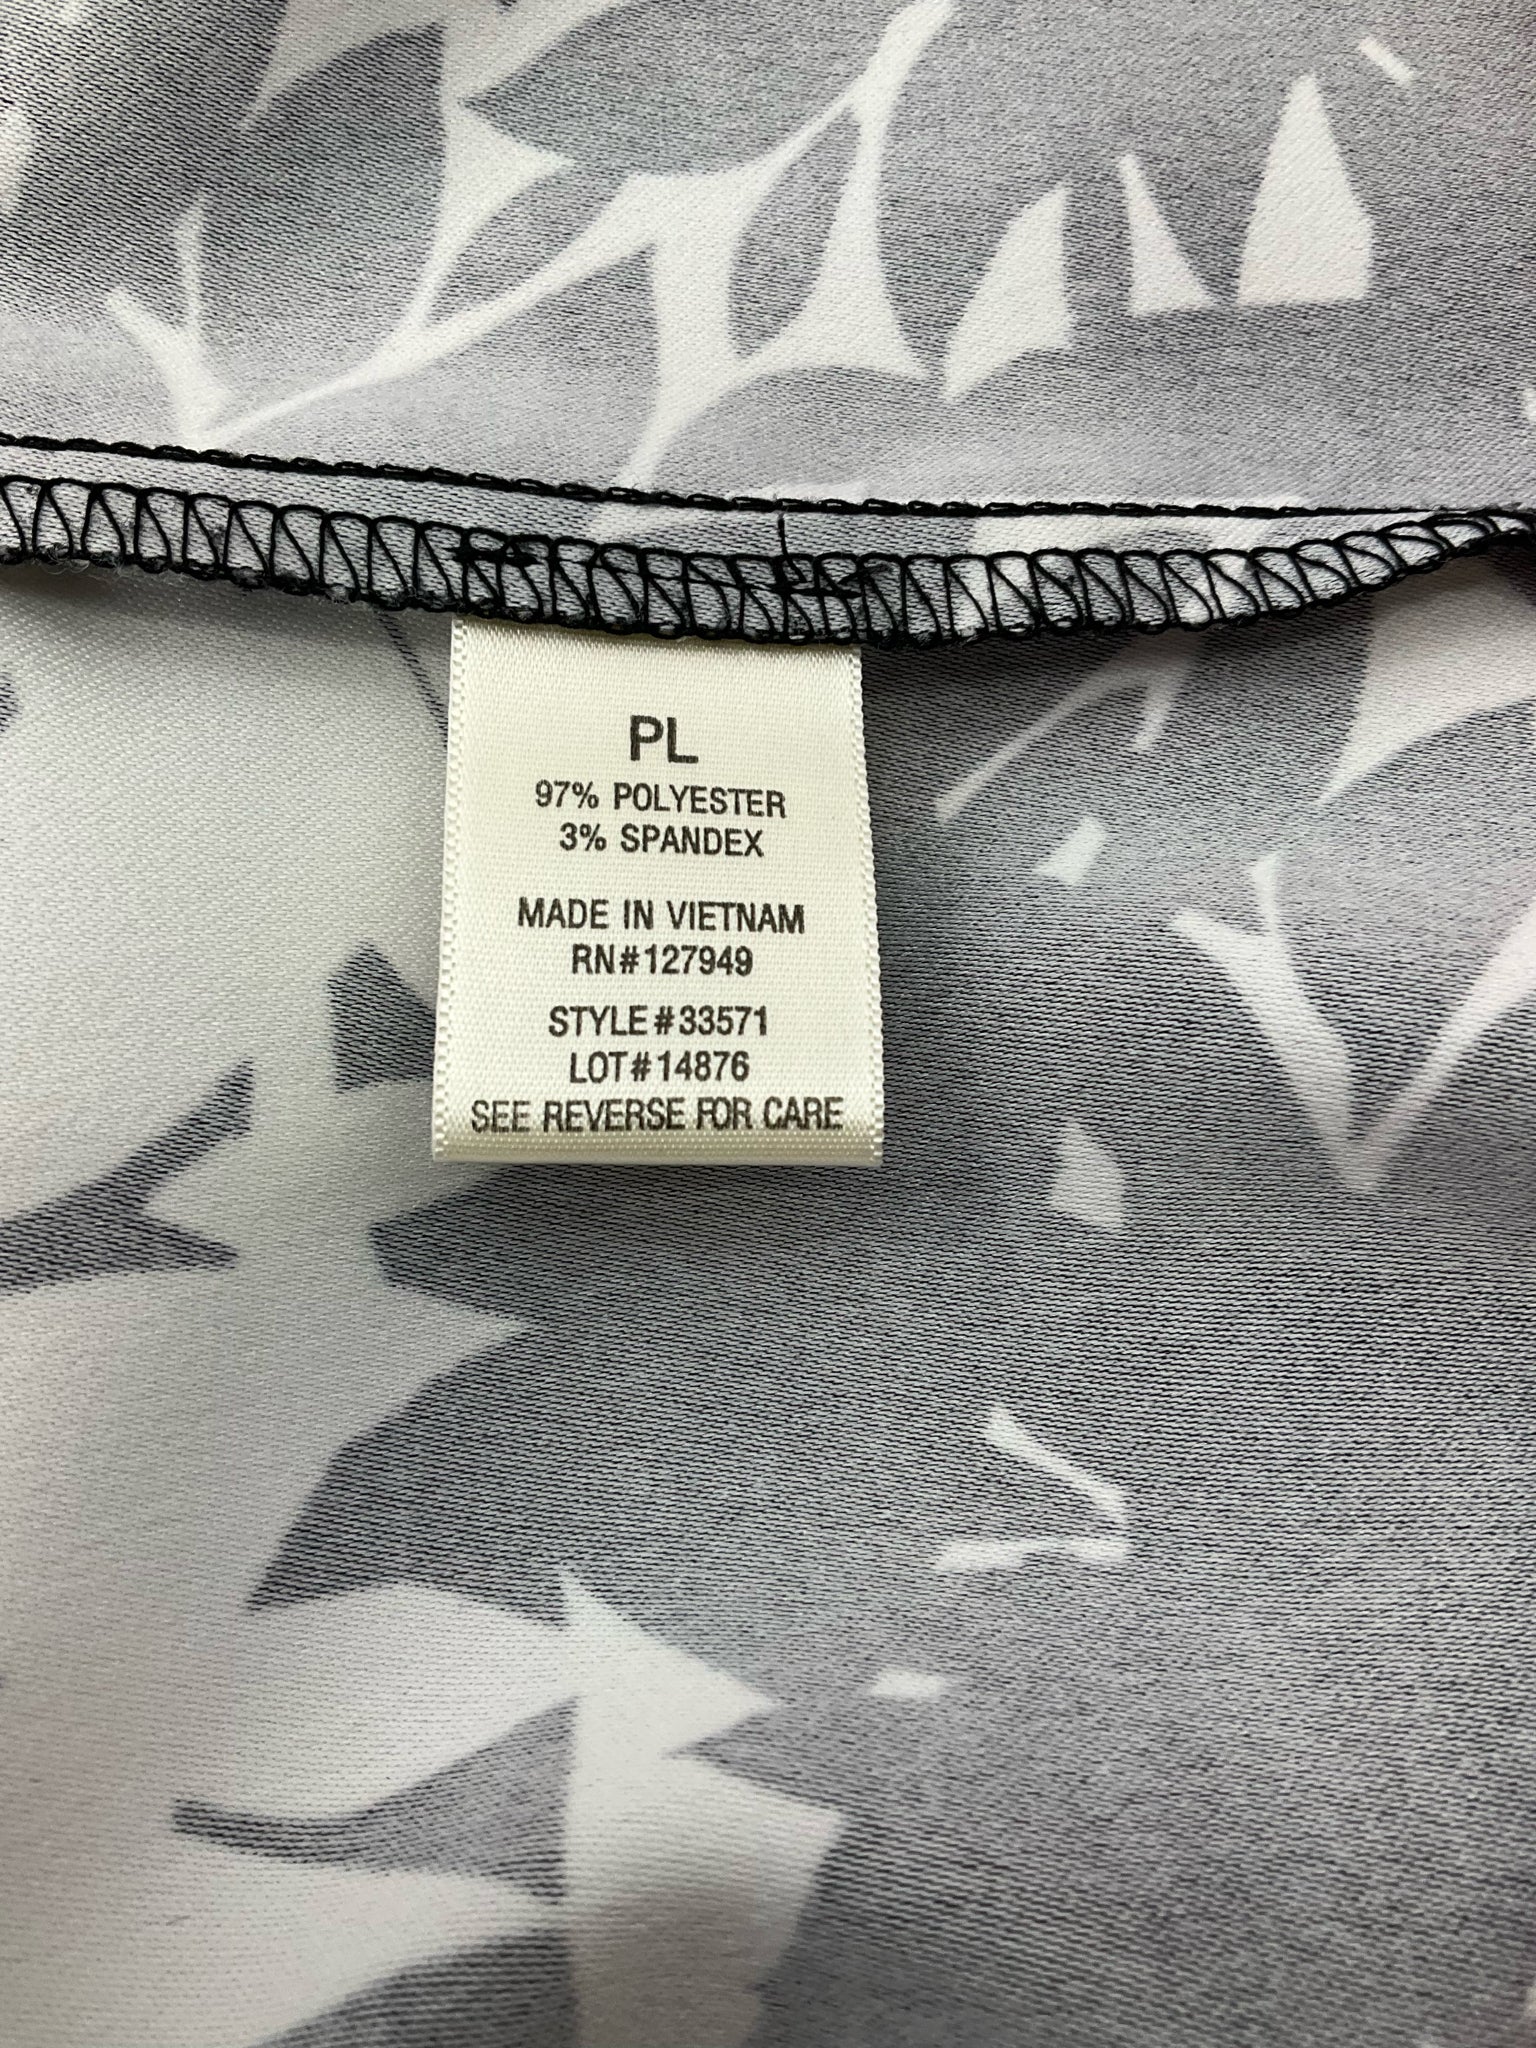 PL
97% POLYESTER
3% SPANDEX
MADE IN VIETNAM
RN#127949
STYLE#33571
LOT#14876
SEE REVERSE FOR CARE